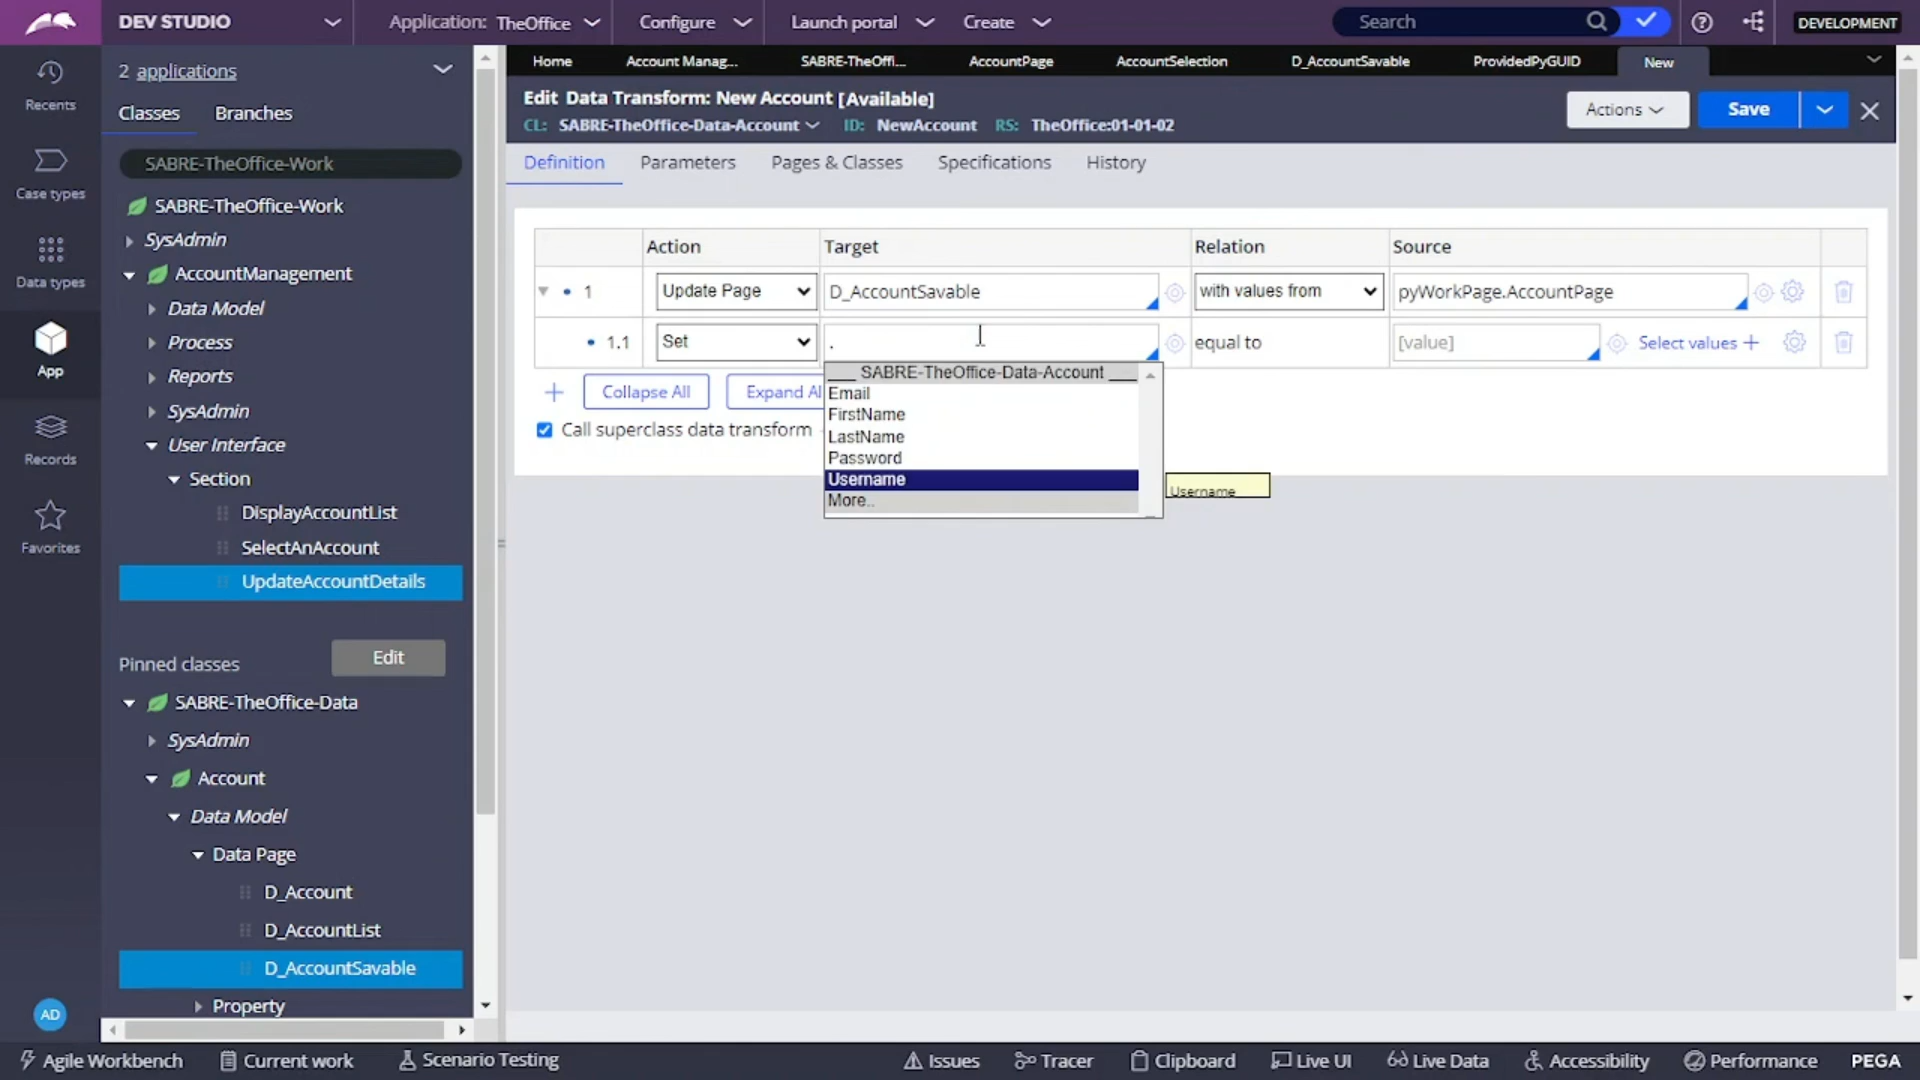 DEV STUDIO
Application: TheOffice
Configure
Launch portal
Create
Search
DEVELOPMENT
Recents
Case types
Data types
App
Records
Favorites
AD
2 applications
Classes
Branches
SABRE-TheOffice-Work
SABRE-TheOffice-Work
SysAdmin
AccountManagement
Data Model
Process
Reports
SysAdmin
User Interface
Section
DisplayAccountList
SelectAnAccount
UpdateAccountDetails
Pinned classes
Edit
SABRE-TheOffice-Data
SysAdmin
Account
Data Model
Data Page
D_Account
D_AccountList
D_AccountSavable
Property
Home
Account Manag...
SABRE-TheOffi...
AccountPage
AccountSelection
D_AccountSavable
ProvidedPyGUID
New
Edit Data Transform: New Account [Available]
CL: SABRE-TheOffice-Data-Account ID: NewAccount RS: TheOffice:01-01-02
Actions
Save
Definition
Parameters
Pages & Classes
Specifications
History
Action Target Relation Source
1 Update Page D_AccountSavable with values from pyWorkPage.AccountPage
1.1 Set . equal to [value] Select values +
Collapse All
Expand Al
Call superclass data transform
___ SABRE-TheOffice-Data-Account ___
Email
FirstName
LastName
Password
Username
More..
Username
Agile Workbench
Current work
Scenario Testing
Issues
Tracer
Clipboard
Live UI
Live Data
Accessibility
Performance
PEGA